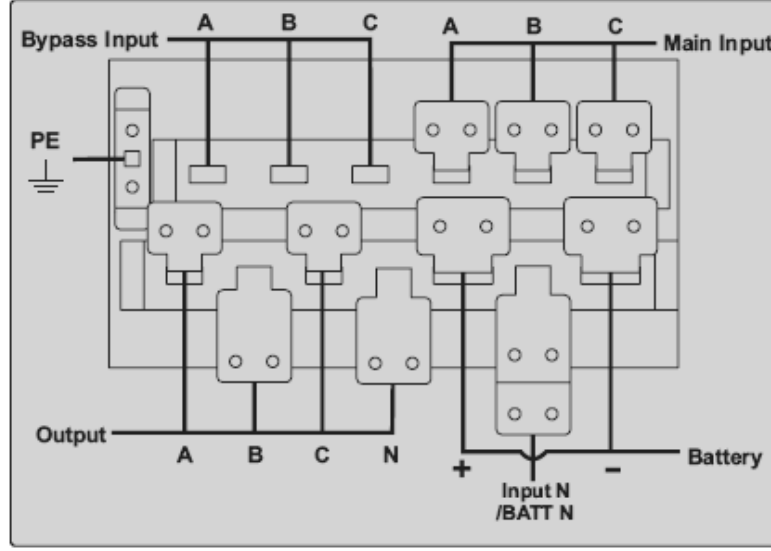 A B C
Bypass Input
A B C
Main Input
PE
Output
A B C N
+ −
Battery
Input N
/BATT N